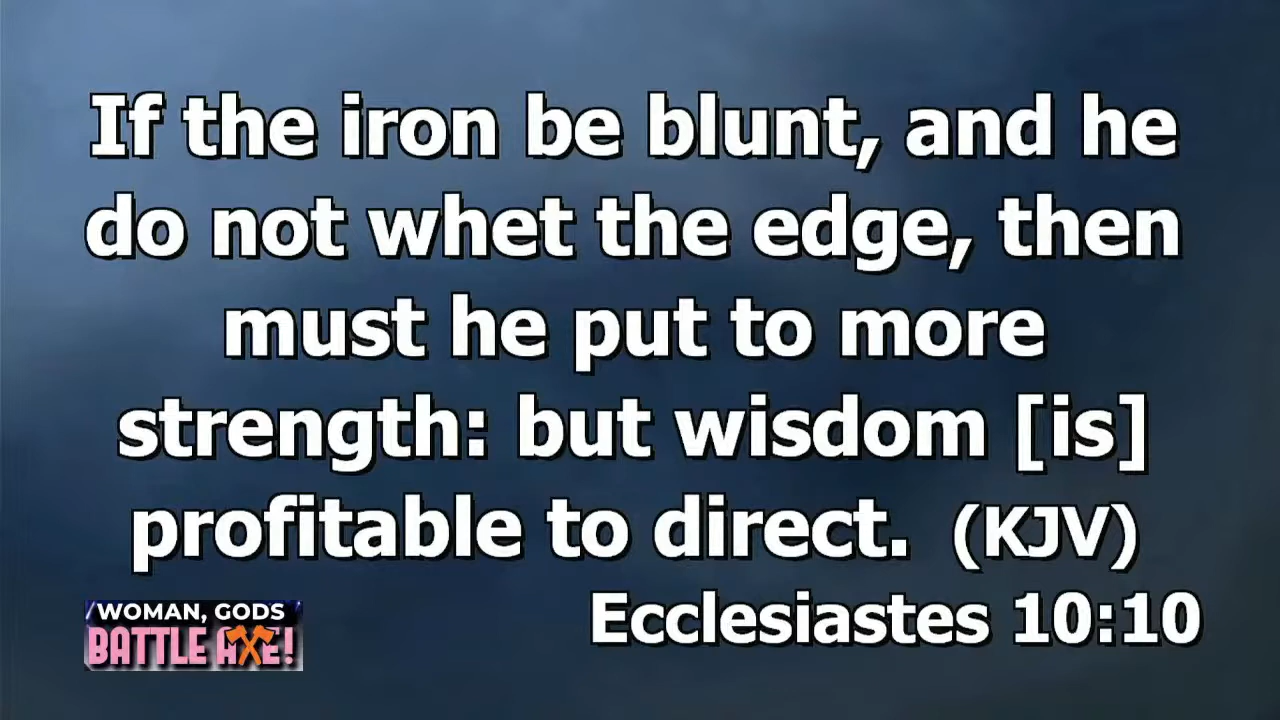 If the iron be blunt, and he
do not whet the edge, then
must he put to more
strength: but wisdom [is]
profitable to direct. (KJV)
Ecclesiastes 10:10
WOMAN, GODS
BATTLE AXE!